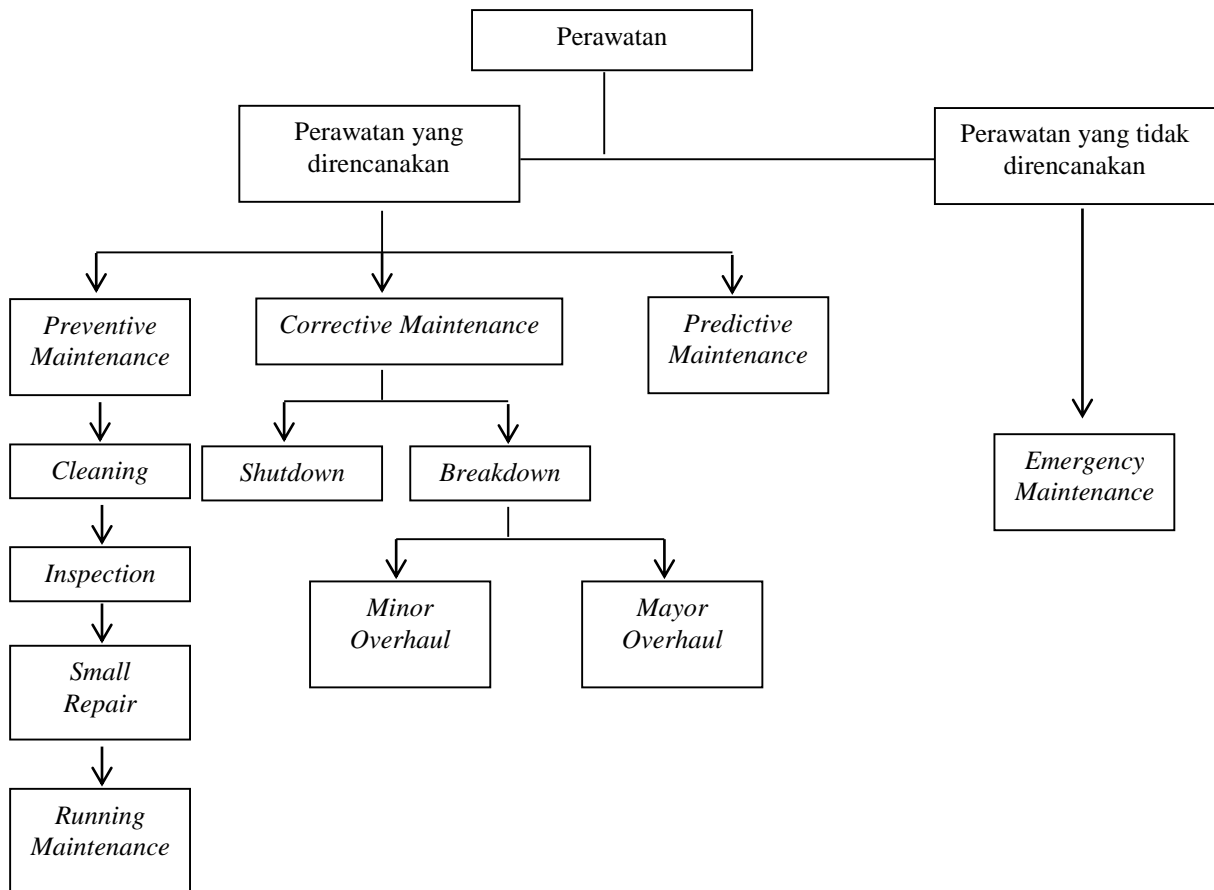 Perawatan
Perawatan yang
direncanakan
Perawatan yang tidak
direncanakan
Preventive
Maintenance
Corrective Maintenance
Predictive
Maintenance
Cleaning
Shutdown
Breakdown
Emergency
Maintenance
Inspection
Minor
Overhaul
Mayor
Overhaul
Small
Repair
Running
Maintenance